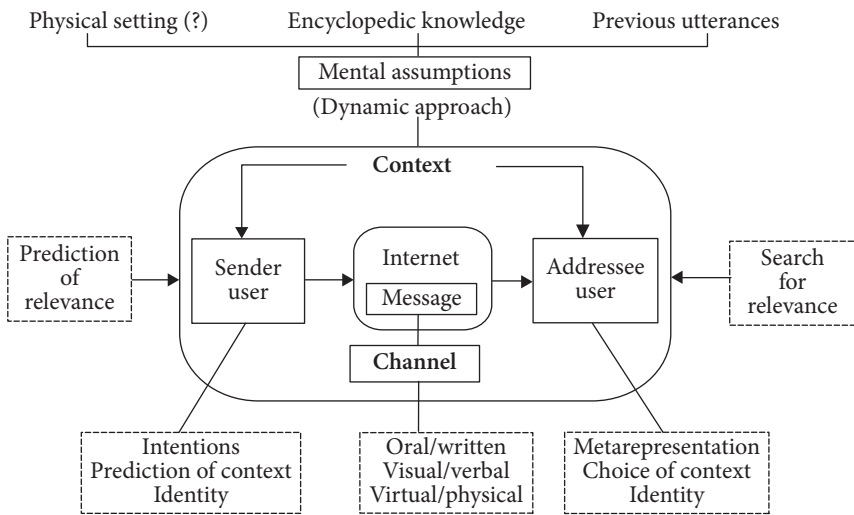 Physical setting (?)
Encyclopedic knowledge
Previous utterances
Mental assumptions
(Dynamic approach)
Context
Prediction
of
relevance
Sender
user
Internet
Message
Addressee
user
Search
for
relevance
Channel
Intentions
Prediction of context
Identity
Oral/written
Visual/verbal
Virtual/physical
Metarepresentation
Choice of context
Identity